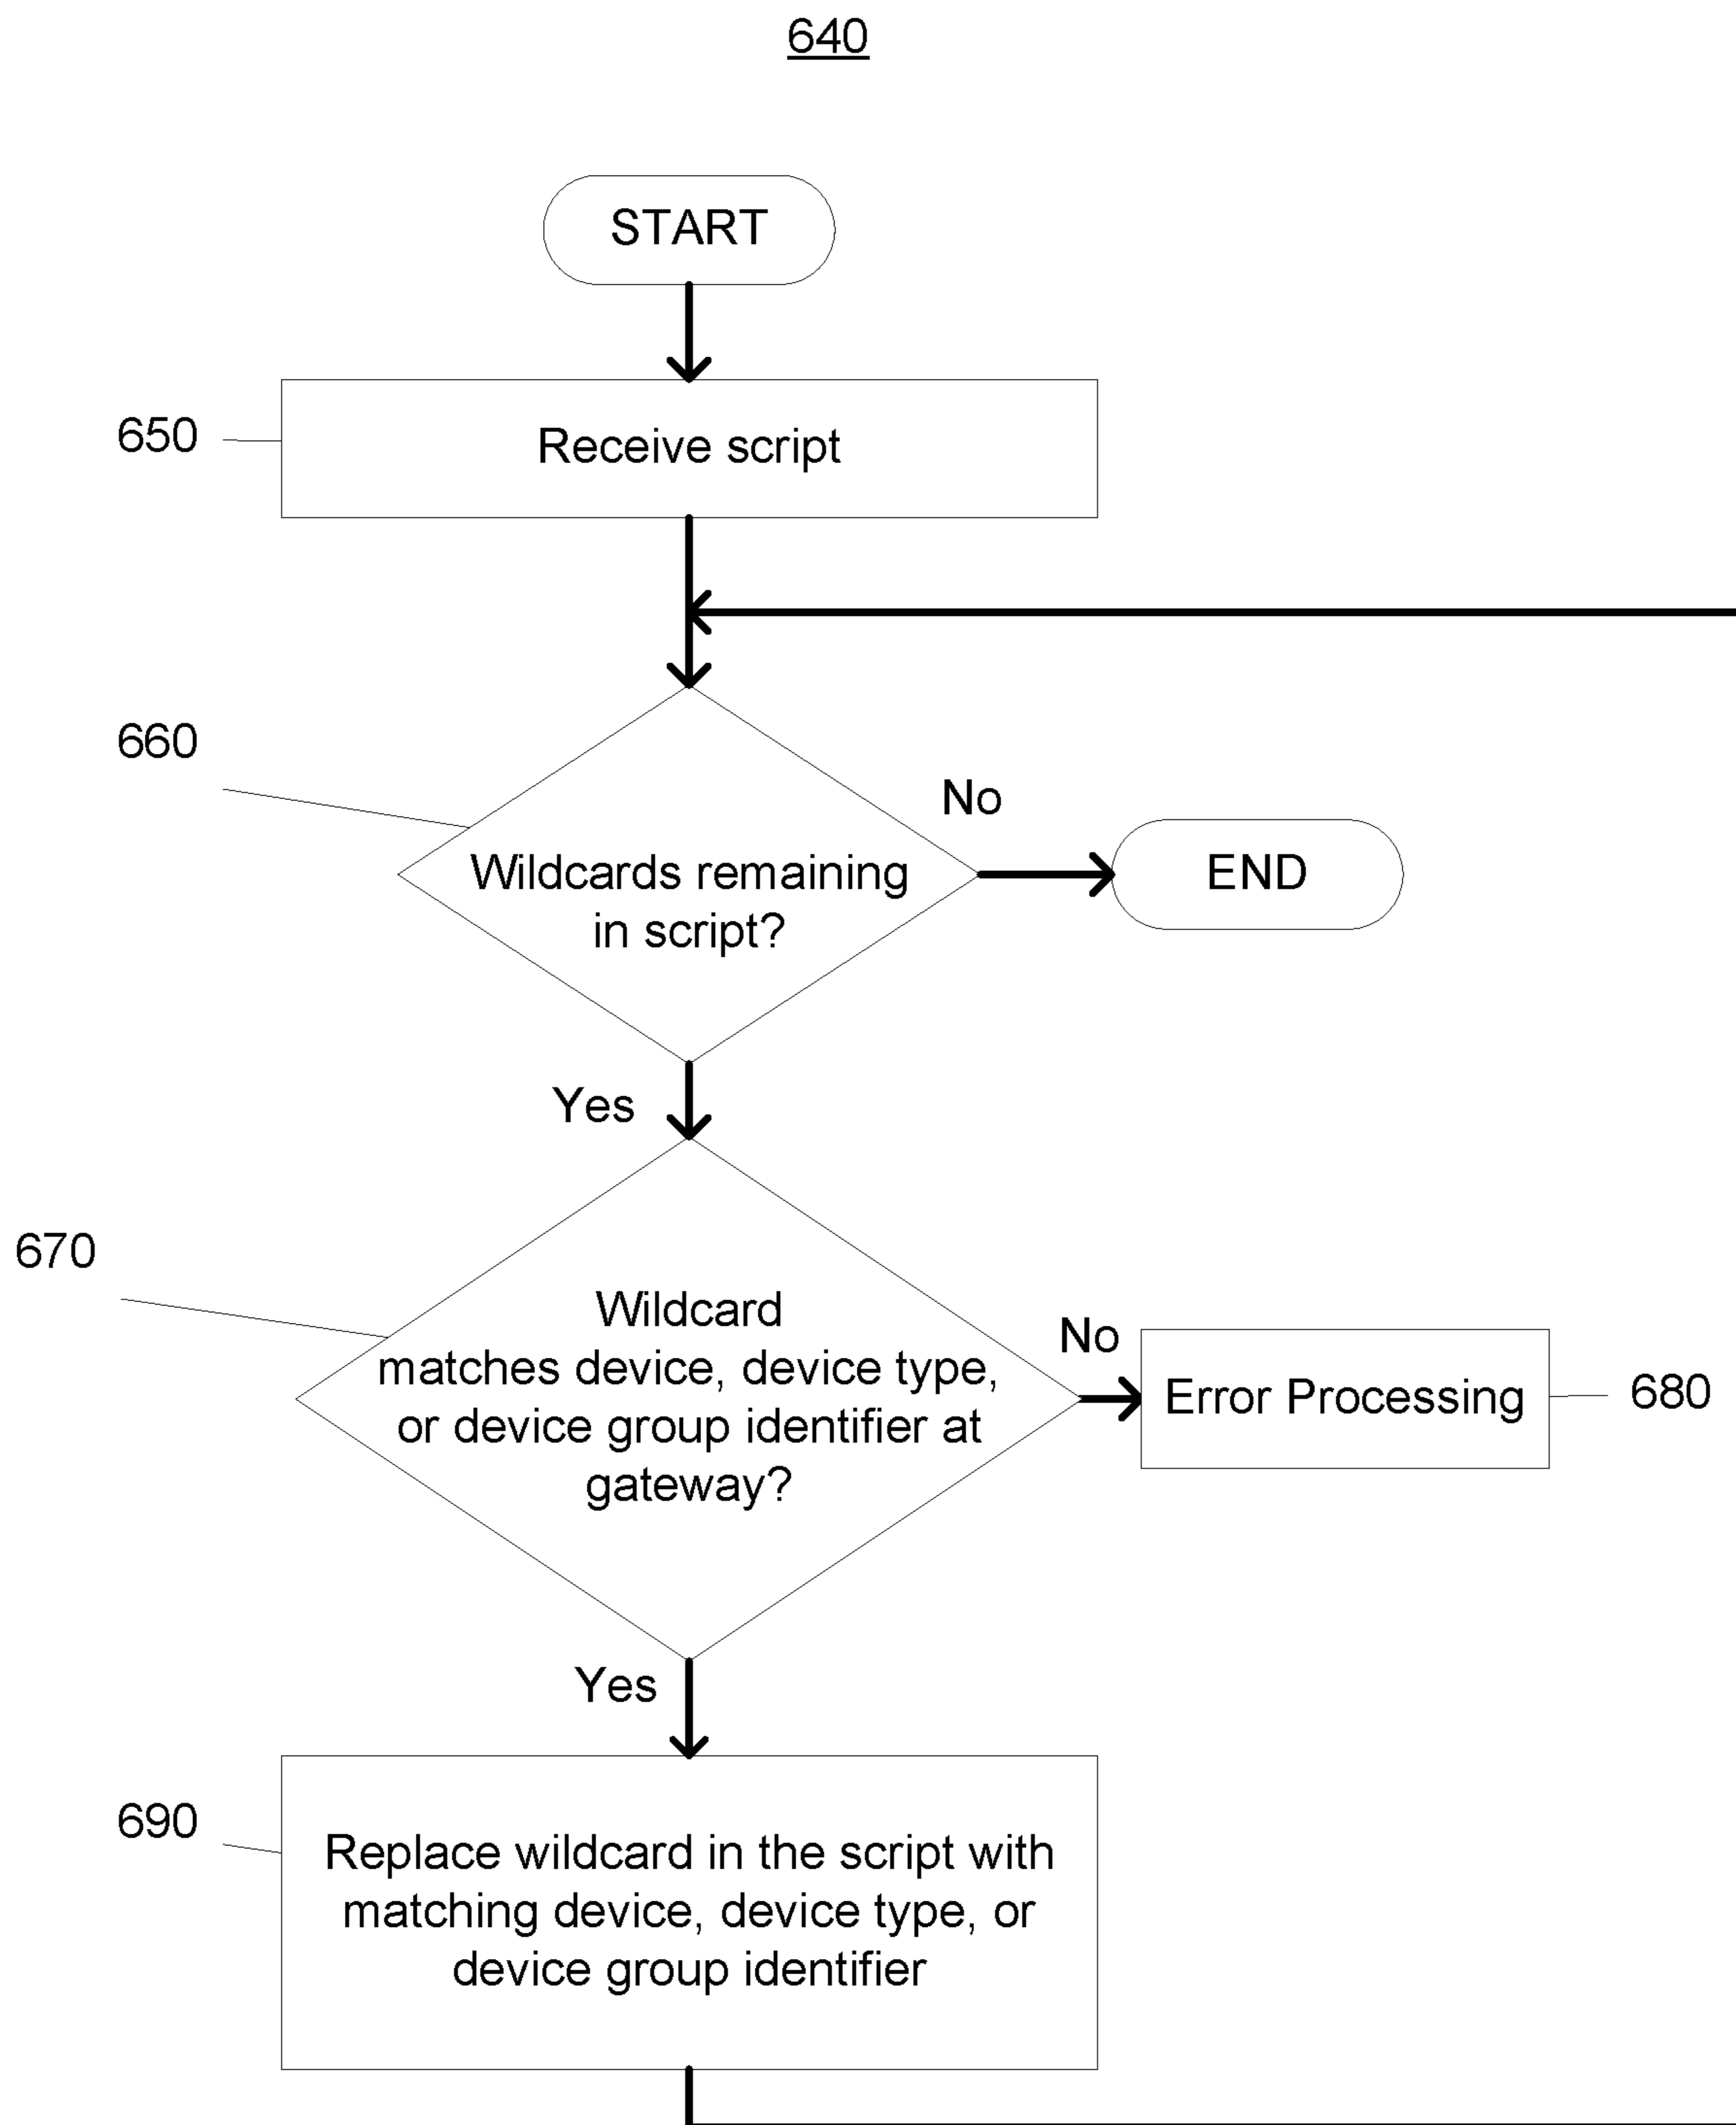 640
START
650
Receive script
660
No
Wildcards remaining
in script?
END
Yes
670
Wildcard
matches device, device type,
or device group identifier at
gateway?
No
Error Processing
680
Yes
690
Replace wildcard in the script with
matching device, device type, or
device group identifier